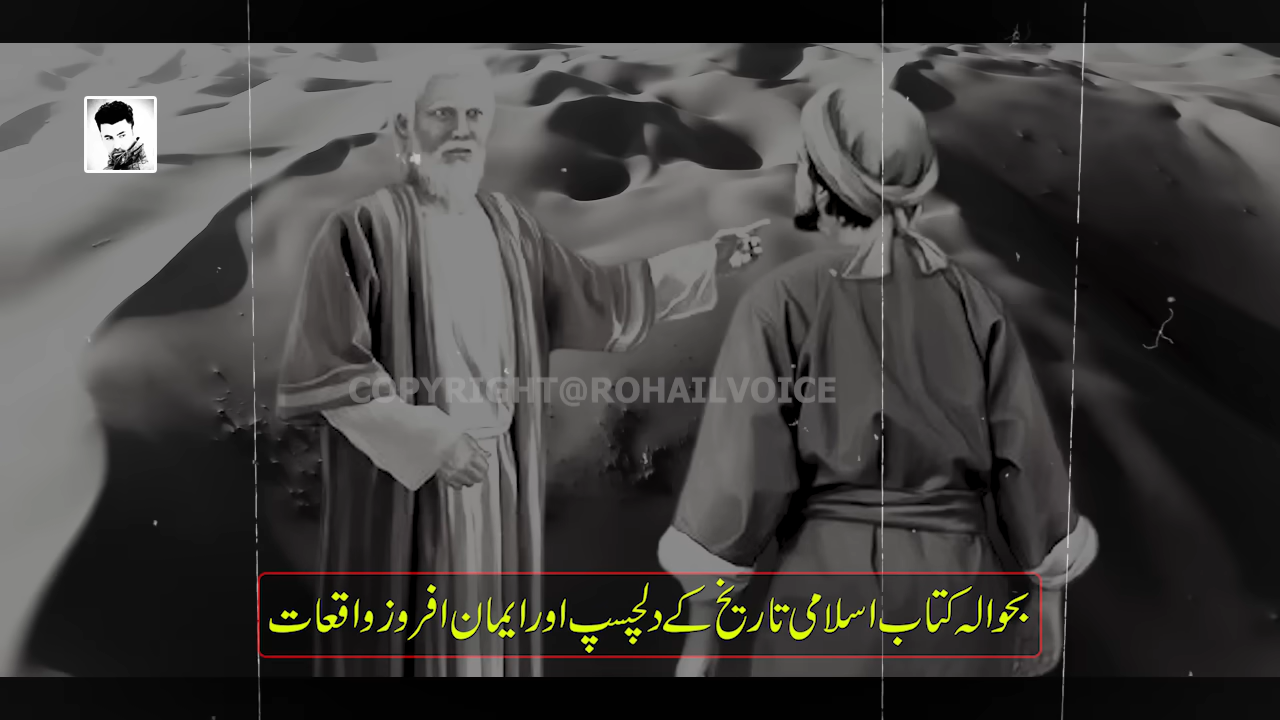 COPYRIGHT@ROHAILVOICE
بحوالہ کتاب اسلامی تاریخ کے دلچسپ اور ایمان افروز واقعات